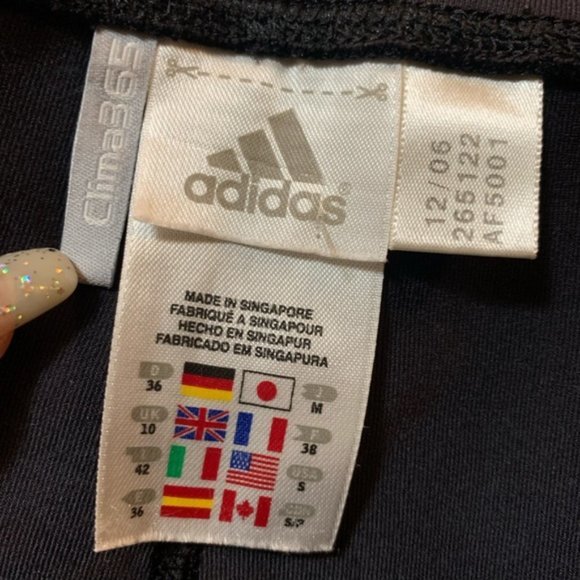 Clima365
adidas®
12/06
265122
AF5001
MADE IN SINGAPORE
FABRIQUÉ A SINGAPOUR
HECHO EN SINGAPUR
FABRICADO EM SINGAPURA
D
36
J
M
UK
10
F
38
I
42
USA
S
E
36
S/P